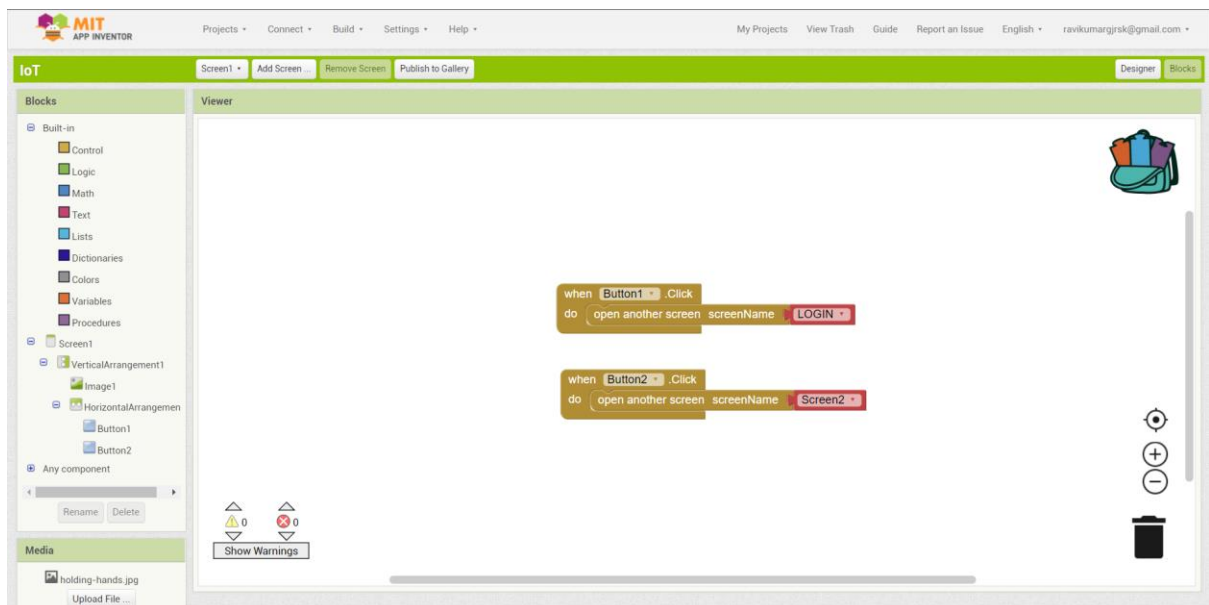 MIT
APP INVENTOR
Projects Connect Build Settings Help My Projects View Trash Guide Report an Issue English ravikumargjrsk@gmail.com
IoT Screen1 Add Screen ... Remove Screen Publish to Gallery Designer Blocks
Blocks
Built-in
Control
Logic
Math
Text
Lists
Dictionaries
Colors
Variables
Procedures
Screen1
VerticalArrangement1
Image1
HorizontalArrangemen
Button1
Button2
Any component
Rename Delete
Media
holding-hands.jpg
Upload File ...
Viewer
when Button1 .Click
do open another screen screenName LOGIN
when Button2 .Click
do open another screen screenName Screen2
0 0
Show Warnings